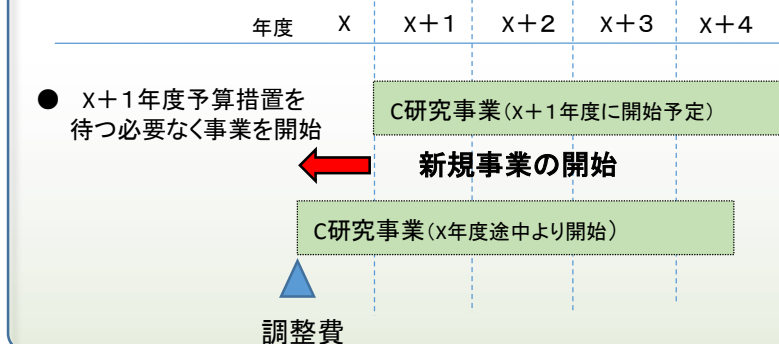 年度 X X+1 X+2 X+3 X+4
● X+1年度予算措置を
待つ必要なく事業を開始
C研究事業(X+1年度に開始予定)
新規事業の開始
C研究事業(X年度途中より開始)
調整費